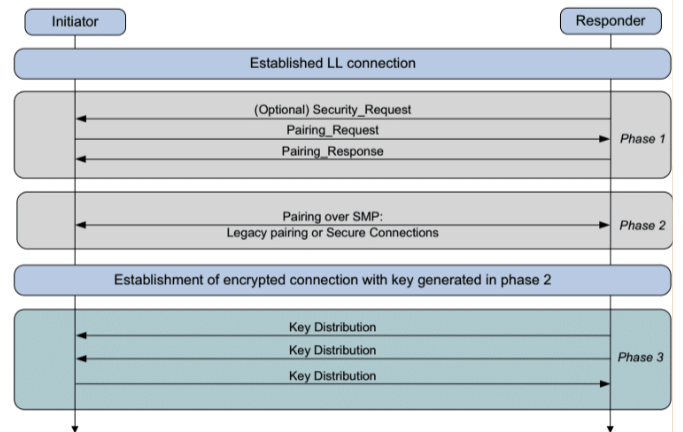 Initiator
Responder
Established LL connection
(Optional) Security_Request
Pairing_Request
Phase 1
Pairing_Response
Pairing over SMP:
Phase 2
Legacy pairing or Secure Connections
Establishment of encrypted connection with key generated in phase 2
Key Distribution
Key Distribution
Phase 3
Key Distribution